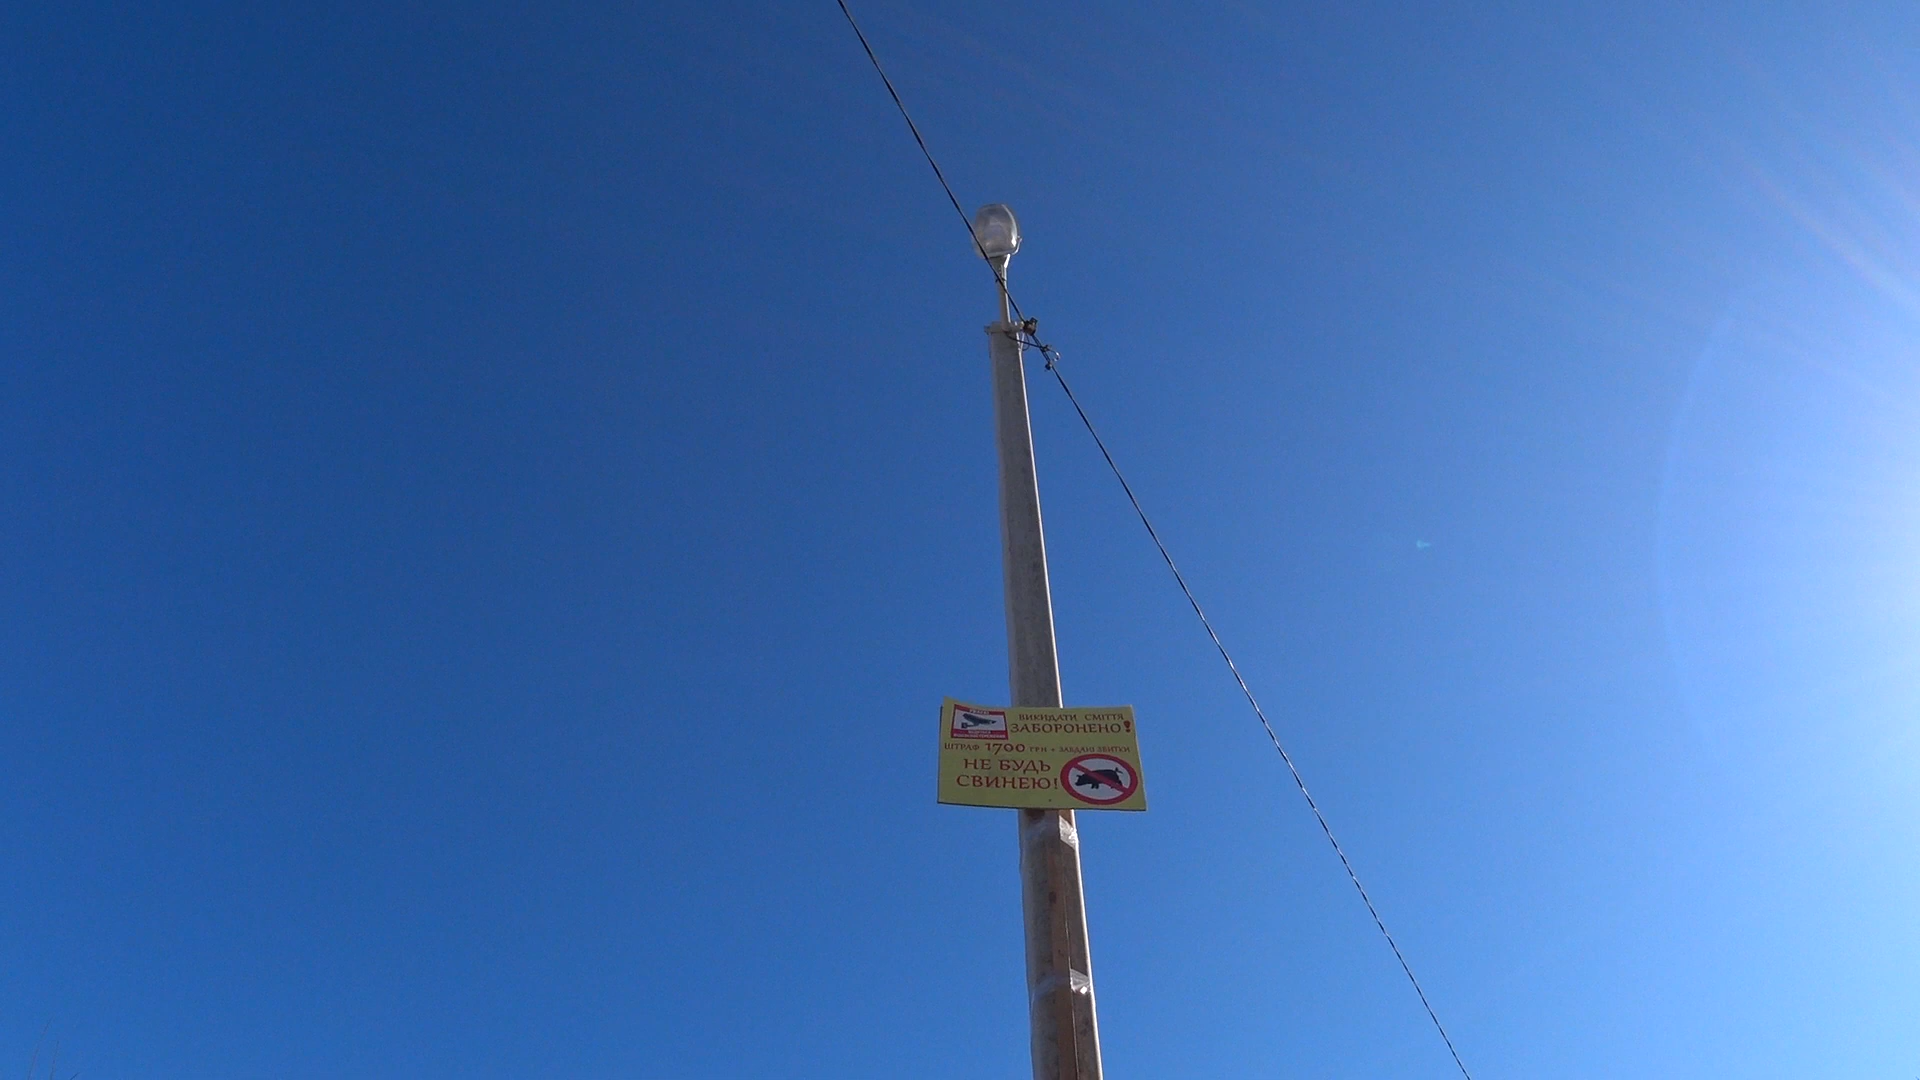 ВИКИДАТИ СМІТТЯ
ЗАБОРОНЕНО!
ШТРАФ 1700 ГРН + ЗАВДАНІ ЗБИТКИ
НЕ БУДЬ
СВИНЕЮ!